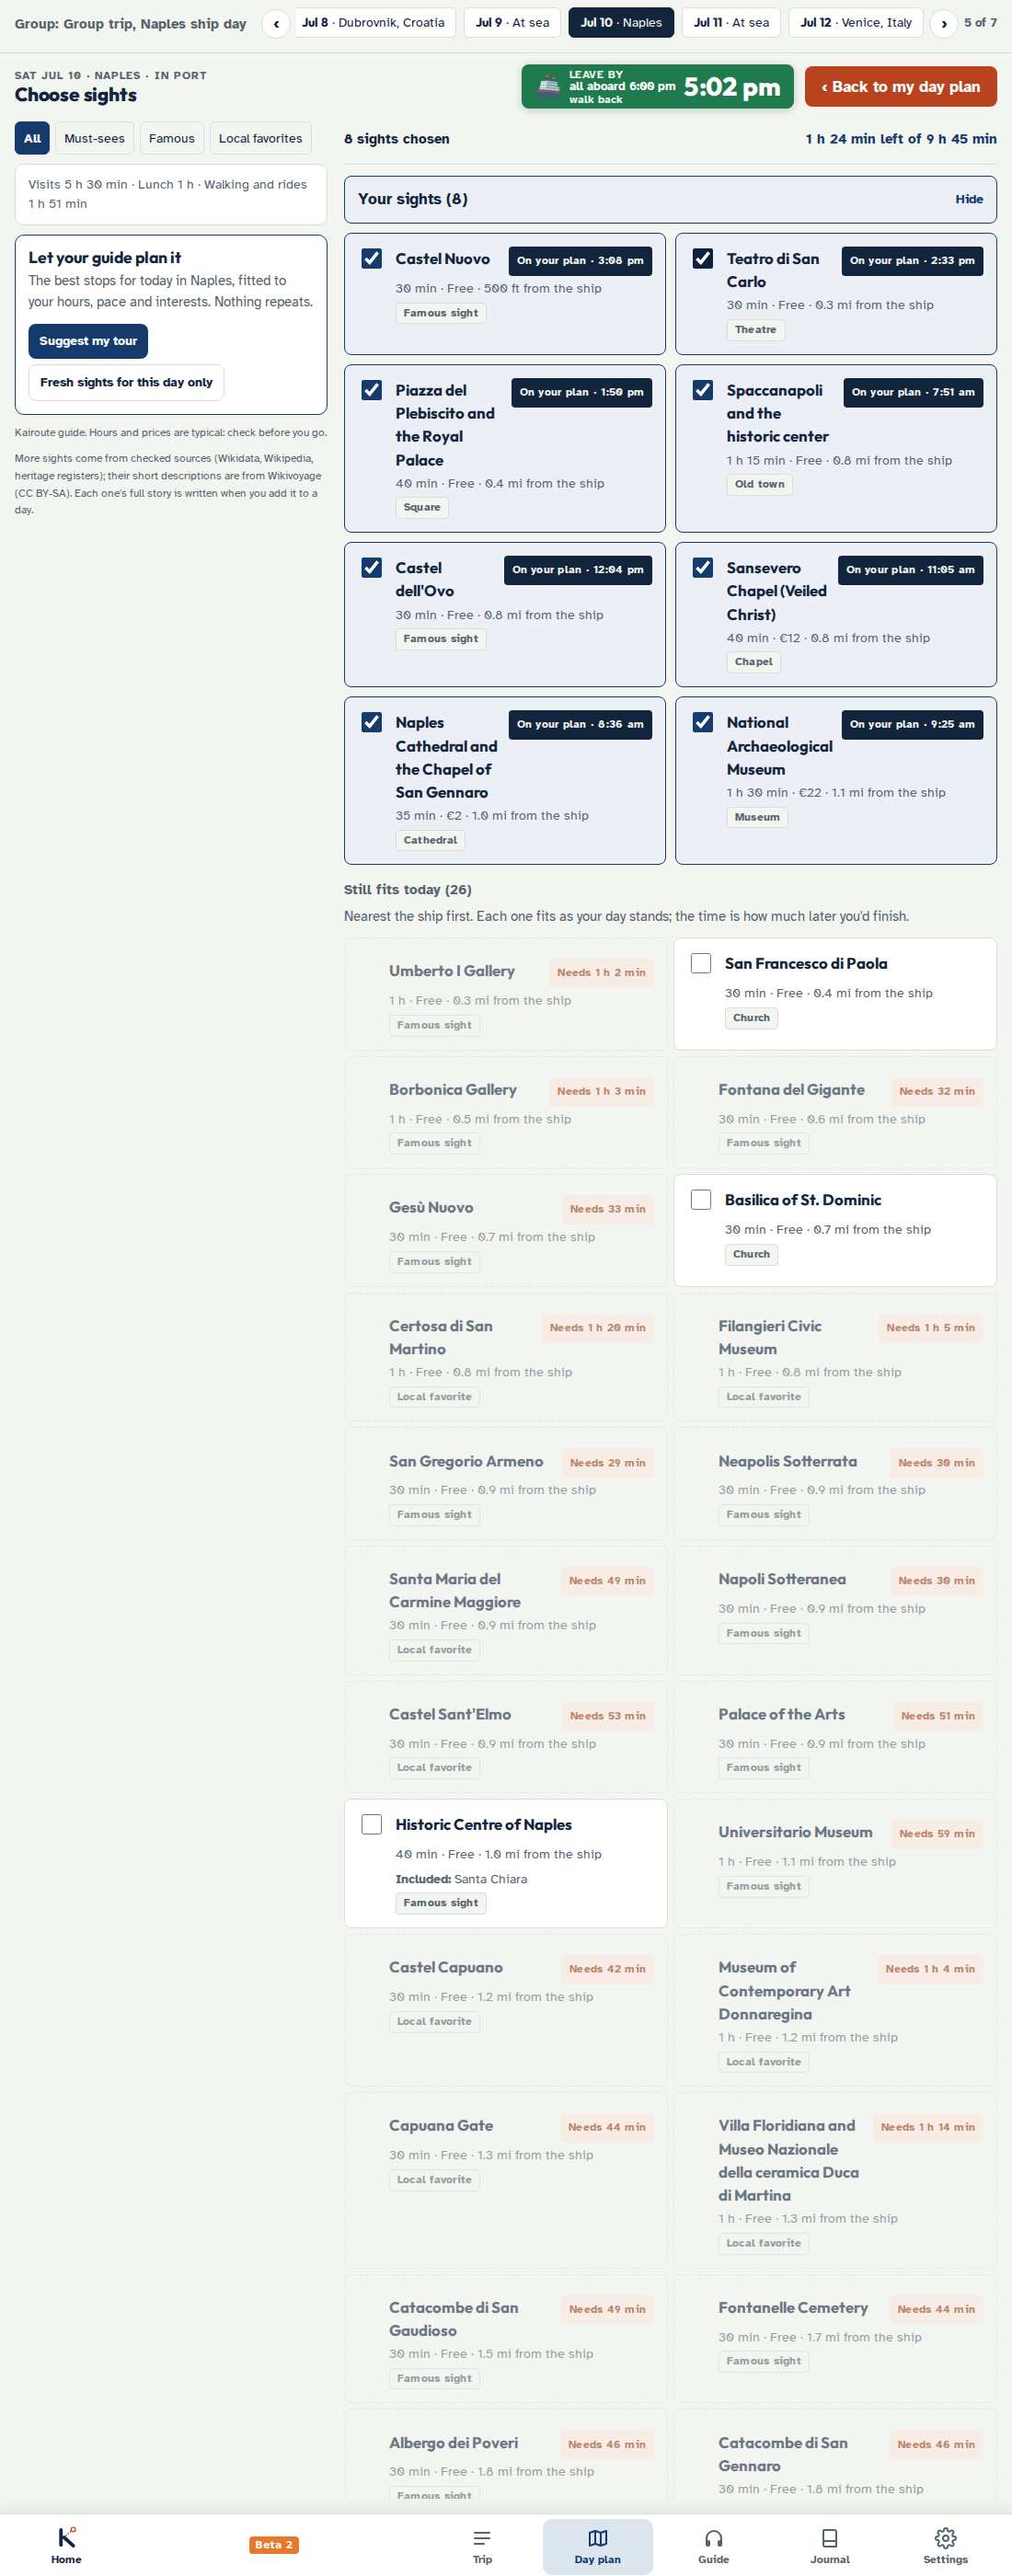 Group: Group trip, Naples ship day
‹
Jul 8 · Dubrovnik, Croatia
Jul 9 · At sea
Jul 10 · Naples
Jul 11 · At sea
Jul 12 · Venice, Italy
›
5 of 7
SAT JUL 10 · NAPLES · IN PORT
Choose sights
LEAVE BY
all aboard 6:00 pm
walk back
5:02 pm
‹ Back to my day plan
All
Must-sees
Famous
Local favorites
Visits 5 h 30 min · Lunch 1 h · Walking and rides
1 h 51 min
Let your guide plan it
The best stops for today in Naples, fitted to
your hours, pace and interests. Nothing repeats.
Suggest my tour
Fresh sights for this day only
Kairoute guide. Hours and prices are typical: check before you go.
More sights come from checked sources (Wikidata, Wikipedia,
heritage registers); their short descriptions are from Wikivoyage
(CC BY-SA). Each one's full story is written when you add it to a
day.
8 sights chosen
1 h 24 min left of 9 h 45 min
Your sights (8)
Hide
Castel Nuovo
On your plan · 3:08 pm
30 min · Free · 500 ft from the ship
Famous sight
Teatro di San
Carlo
On your plan · 2:33 pm
30 min · Free · 0.3 mi from the ship
Theatre
Piazza del
Plebiscito and
the Royal
Palace
On your plan · 1:50 pm
40 min · Free · 0.4 mi from the ship
Square
Spaccanapoli
and the
historic center
On your plan · 7:51 am
1 h 15 min · Free · 0.8 mi from the ship
Old town
Castel
dell'Ovo
On your plan · 12:04 pm
30 min · Free · 0.8 mi from the ship
Famous sight
Sansevero
Chapel (Veiled
Christ)
On your plan · 11:05 am
40 min · €12 · 0.8 mi from the ship
Chapel
Naples
Cathedral and
the Chapel of
San Gennaro
On your plan · 8:36 am
35 min · €2 · 1.0 mi from the ship
Cathedral
National
Archaeological
Museum
On your plan · 9:25 am
1 h 30 min · €22 · 1.1 mi from the ship
Museum
Still fits today (26)
Nearest the ship first. Each one fits as your day stands; the time is how much later you'd finish.
Umberto I Gallery
Needs 1 h 2 min
1 h · Free · 0.3 mi from the ship
Famous sight
San Francesco di Paola
30 min · Free · 0.4 mi from the ship
Church
Borbonica Gallery
Needs 1 h 3 min
1 h · Free · 0.5 mi from the ship
Famous sight
Fontana del Gigante
Needs 32 min
30 min · Free · 0.6 mi from the ship
Famous sight
Gesù Nuovo
Needs 33 min
30 min · Free · 0.7 mi from the ship
Famous sight
Basilica of St. Dominic
30 min · Free · 0.7 mi from the ship
Church
Certosa di San
Martino
Needs 1 h 20 min
1 h · Free · 0.8 mi from the ship
Local favorite
Filangieri Civic
Museum
Needs 1 h 5 min
1 h · Free · 0.8 mi from the ship
Local favorite
San Gregorio Armeno
Needs 29 min
30 min · Free · 0.9 mi from the ship
Famous sight
Neapolis Sotterrata
Needs 30 min
30 min · Free · 0.9 mi from the ship
Famous sight
Santa Maria del
Carmine Maggiore
Needs 49 min
30 min · Free · 0.9 mi from the ship
Local favorite
Napoli Sotteranea
Needs 30 min
30 min · Free · 0.9 mi from the ship
Famous sight
Castel Sant'Elmo
Needs 53 min
30 min · Free · 0.9 mi from the ship
Local favorite
Palace of the Arts
Needs 51 min
30 min · Free · 0.9 mi from the ship
Famous sight
Historic Centre of Naples
40 min · Free · 1.0 mi from the ship
Included: Santa Chiara
Famous sight
Universitario Museum
Needs 59 min
1 h · Free · 1.1 mi from the ship
Famous sight
Castel Capuano
Needs 42 min
30 min · Free · 1.2 mi from the ship
Local favorite
Museum of
Contemporary Art
Donnaregina
Needs 1 h 4 min
1 h · Free · 1.2 mi from the ship
Local favorite
Capuana Gate
Needs 44 min
30 min · Free · 1.3 mi from the ship
Local favorite
Villa Floridiana and
Museo Nazionale
della ceramica Duca
di Martina
Needs 1 h 14 min
1 h · Free · 1.3 mi from the ship
Local favorite
Catacombe di San
Gaudioso
Needs 49 min
30 min · Free · 1.5 mi from the ship
Famous sight
Fontanelle Cemetery
Needs 44 min
30 min · Free · 1.7 mi from the ship
Famous sight
Albergo dei Poveri
Needs 46 min
30 min · Free · 1.8 mi from the ship
Famous sight
Catacombe di San
Gennaro
Needs 46 min
30 min · Free · 1.8 mi from the ship
Home
Beta 2
Trip
Day plan
Guide
Journal
Settings